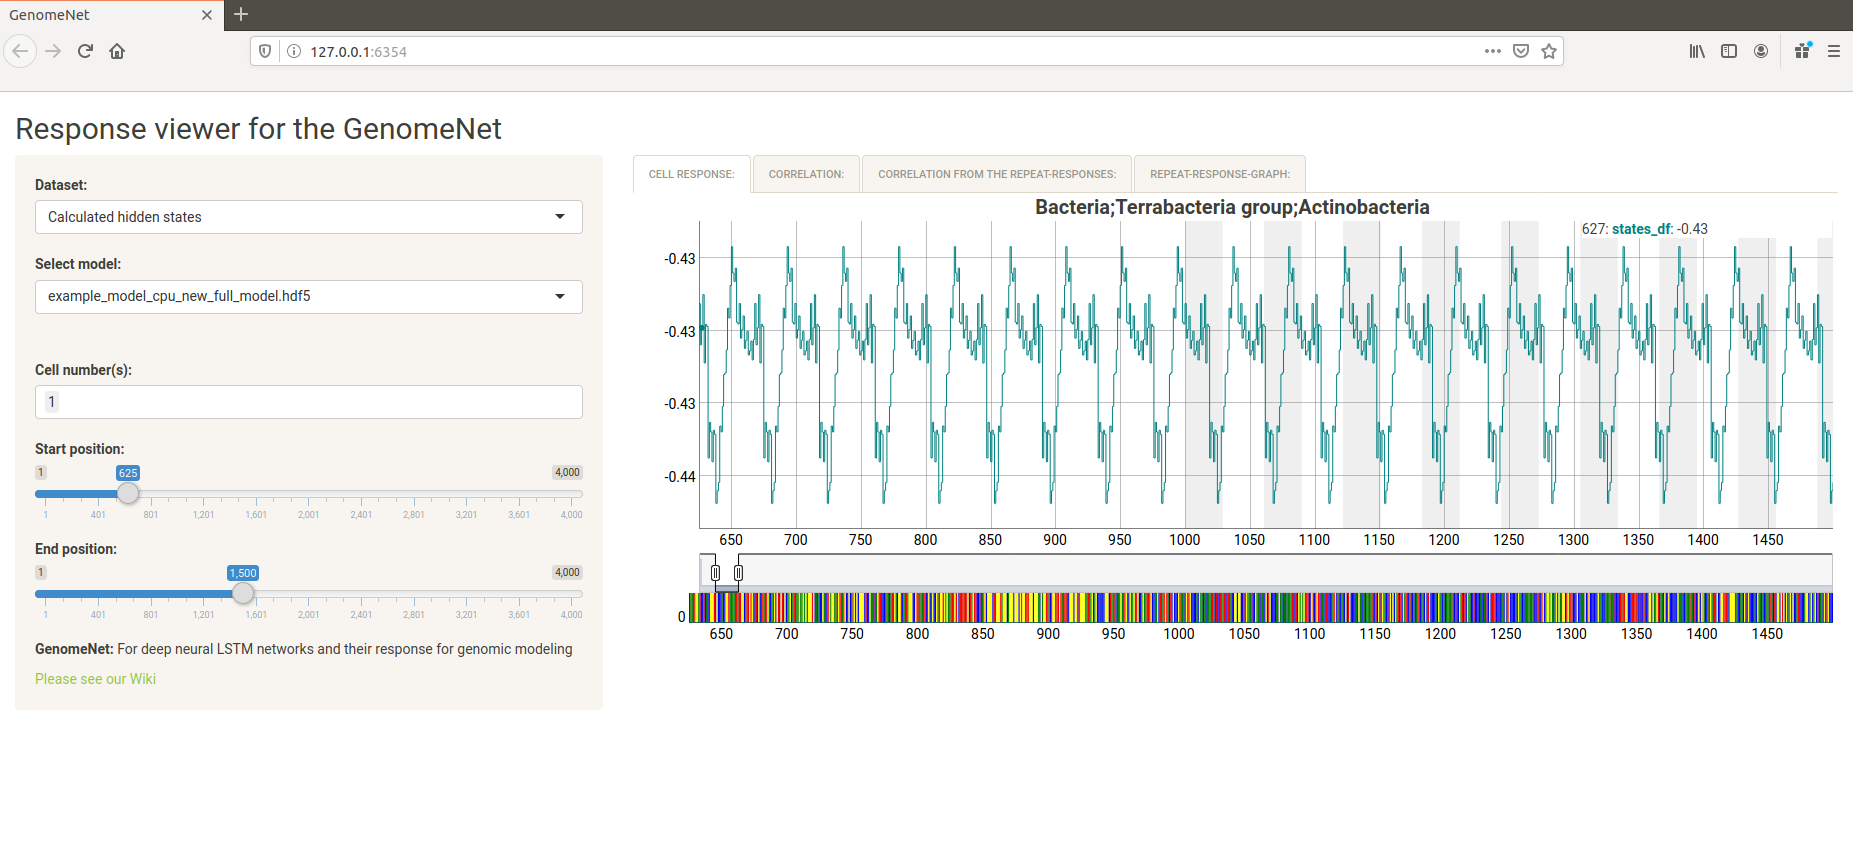 GenomeNet
127.0.0.1:6354
Response viewer for the GenomeNet
Dataset:
Calculated hidden states
Select model:
example_model_cpu_new_full_model.hdf5
Cell number(s):
1
Start position:
1 625 4,000
1 401 801 1,201 1,601 2,001 2,401 2,801 3,201 3,601 4,000
End position:
1 1,500 4,000
1 401 801 1,201 1,601 2,001 2,401 2,801 3,201 3,601 4,000
GenomeNet: For deep neural LSTM networks and their response for genomic modeling
Please see our Wiki
CELL RESPONSE: CORRELATION: CORRELATION FROM THE REPEAT-RESPONSES: REPEAT-RESPONSE-GRAPH:
Bacteria;Terrabacteria group;Actinobacteria
627: states_df: -0.43
-0.43
-0.43
-0.43
-0.44
650 700 750 800 850 900 950 1000 1050 1100 1150 1200 1250 1300 1350 1400 1450
0
650 700 750 800 850 900 950 1000 1050 1100 1150 1200 1250 1300 1350 1400 1450